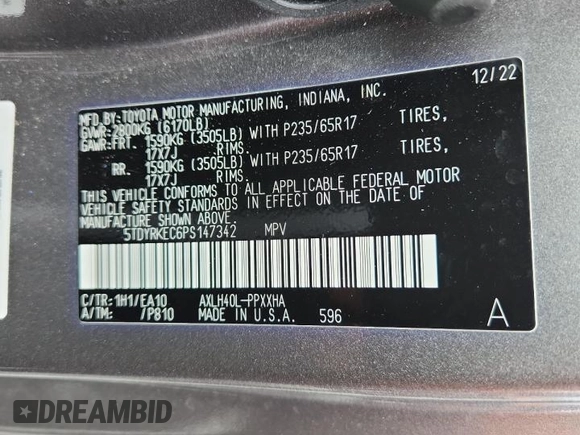 12/22
MFD.BY:TOYOTA MOTOR MANUFACTURING, INDIANA, INC.
GVWR:2800KG (6170LB)
GAWR:FRT. 1590KG (3505LB) WITH P235/65R17 TIRES,
17X7J RIMS.
RR. 1590KG (3505LB) WITH P235/65R17 TIRES,
17X7J RIMS.
THIS VEHICLE CONFORMS TO ALL APPLICABLE FEDERAL MOTOR
VEHICLE SAFETY STANDARDS IN EFFECT ON THE DATE OF
MANUFACTURE SHOWN ABOVE.
5TDYRKEC6PS147342 MPV
C/TR:1H1/EA10 AXLH40L-PPXXHA
A/TM: /P810 MADE IN U.S.A. 596 A
DREAMBID